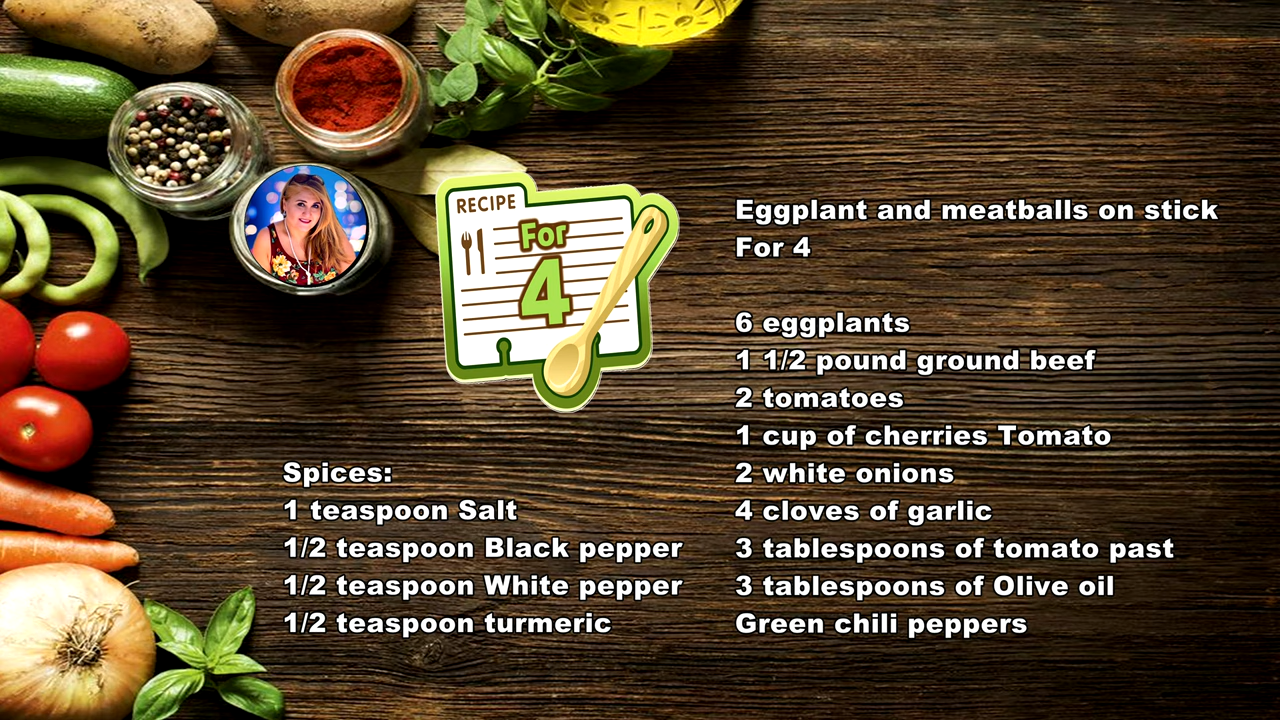 RECIPE
For
4
Eggplant and meatballs on stick
For 4
6 eggplants
1 1/2 pound ground beef
2 tomatoes
1 cup of cherries Tomato
2 white onions
4 cloves of garlic
3 tablespoons of tomato past
3 tablespoons of Olive oil
Green chili peppers
Spices:
1 teaspoon Salt
1/2 teaspoon Black pepper
1/2 teaspoon White pepper
1/2 teaspoon turmeric